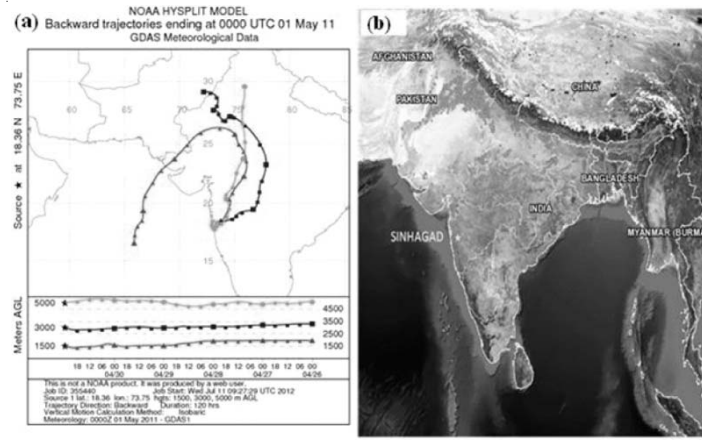 (a)
NOAA HYSPLIT MODEL
Backward trajectories ending at 0000 UTC 01 May 11
GDAS Meteorological Data
Source ★ at 18.36 N 73.75 E
60 65 70 75 80 85
30
25
20
15
Meters AGL
5000
3000
1500
4500
3500
2500
1500
18 12 06 00 18 12 06 00 18 12 06 00 18 12 06 00 18 12 06 00
04/30 04/29 04/28 04/27 04/26
This is not a NOAA product. It was produced by a web user.
Job ID: 355440 Job Start: Wed Jul 11 09:27:29 UTC 2012
Source 1 lat.: 18.36 lon.: 73.75 hgts: 1500, 3000, 5000 m AGL
Trajectory Direction: Backward Duration: 120 hrs
Vertical Motion Calculation Method: Isobaric
Meteorology: 0000Z 01 May 2011 - GDAS1
(b)
AFGHANISTAN
CHINA
PAKISTAN
BANGLADESH
INDIA
SINHAGAD
MYANMAR (BURMA